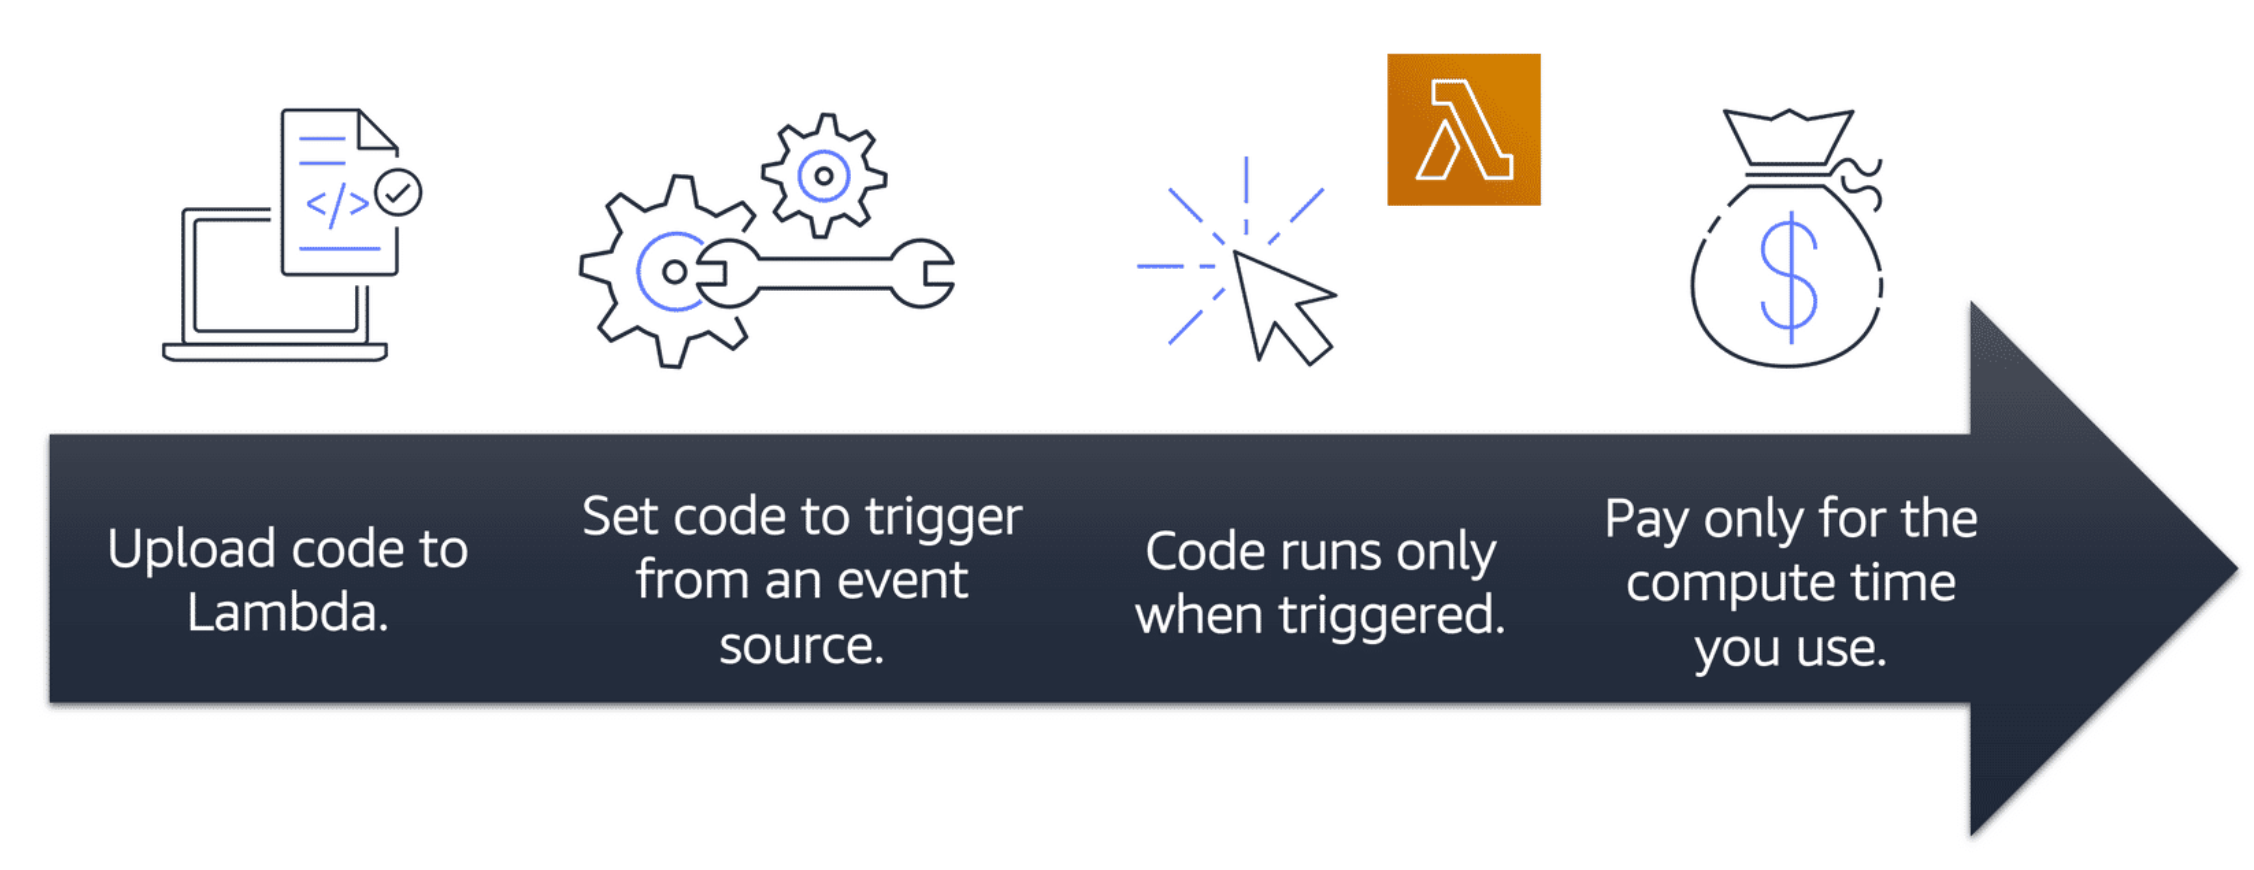 </>
$
Upload code to
Lambda.
Set code to trigger
from an event
source.
Code runs only
when triggered.
Pay only for the
compute time
you use.